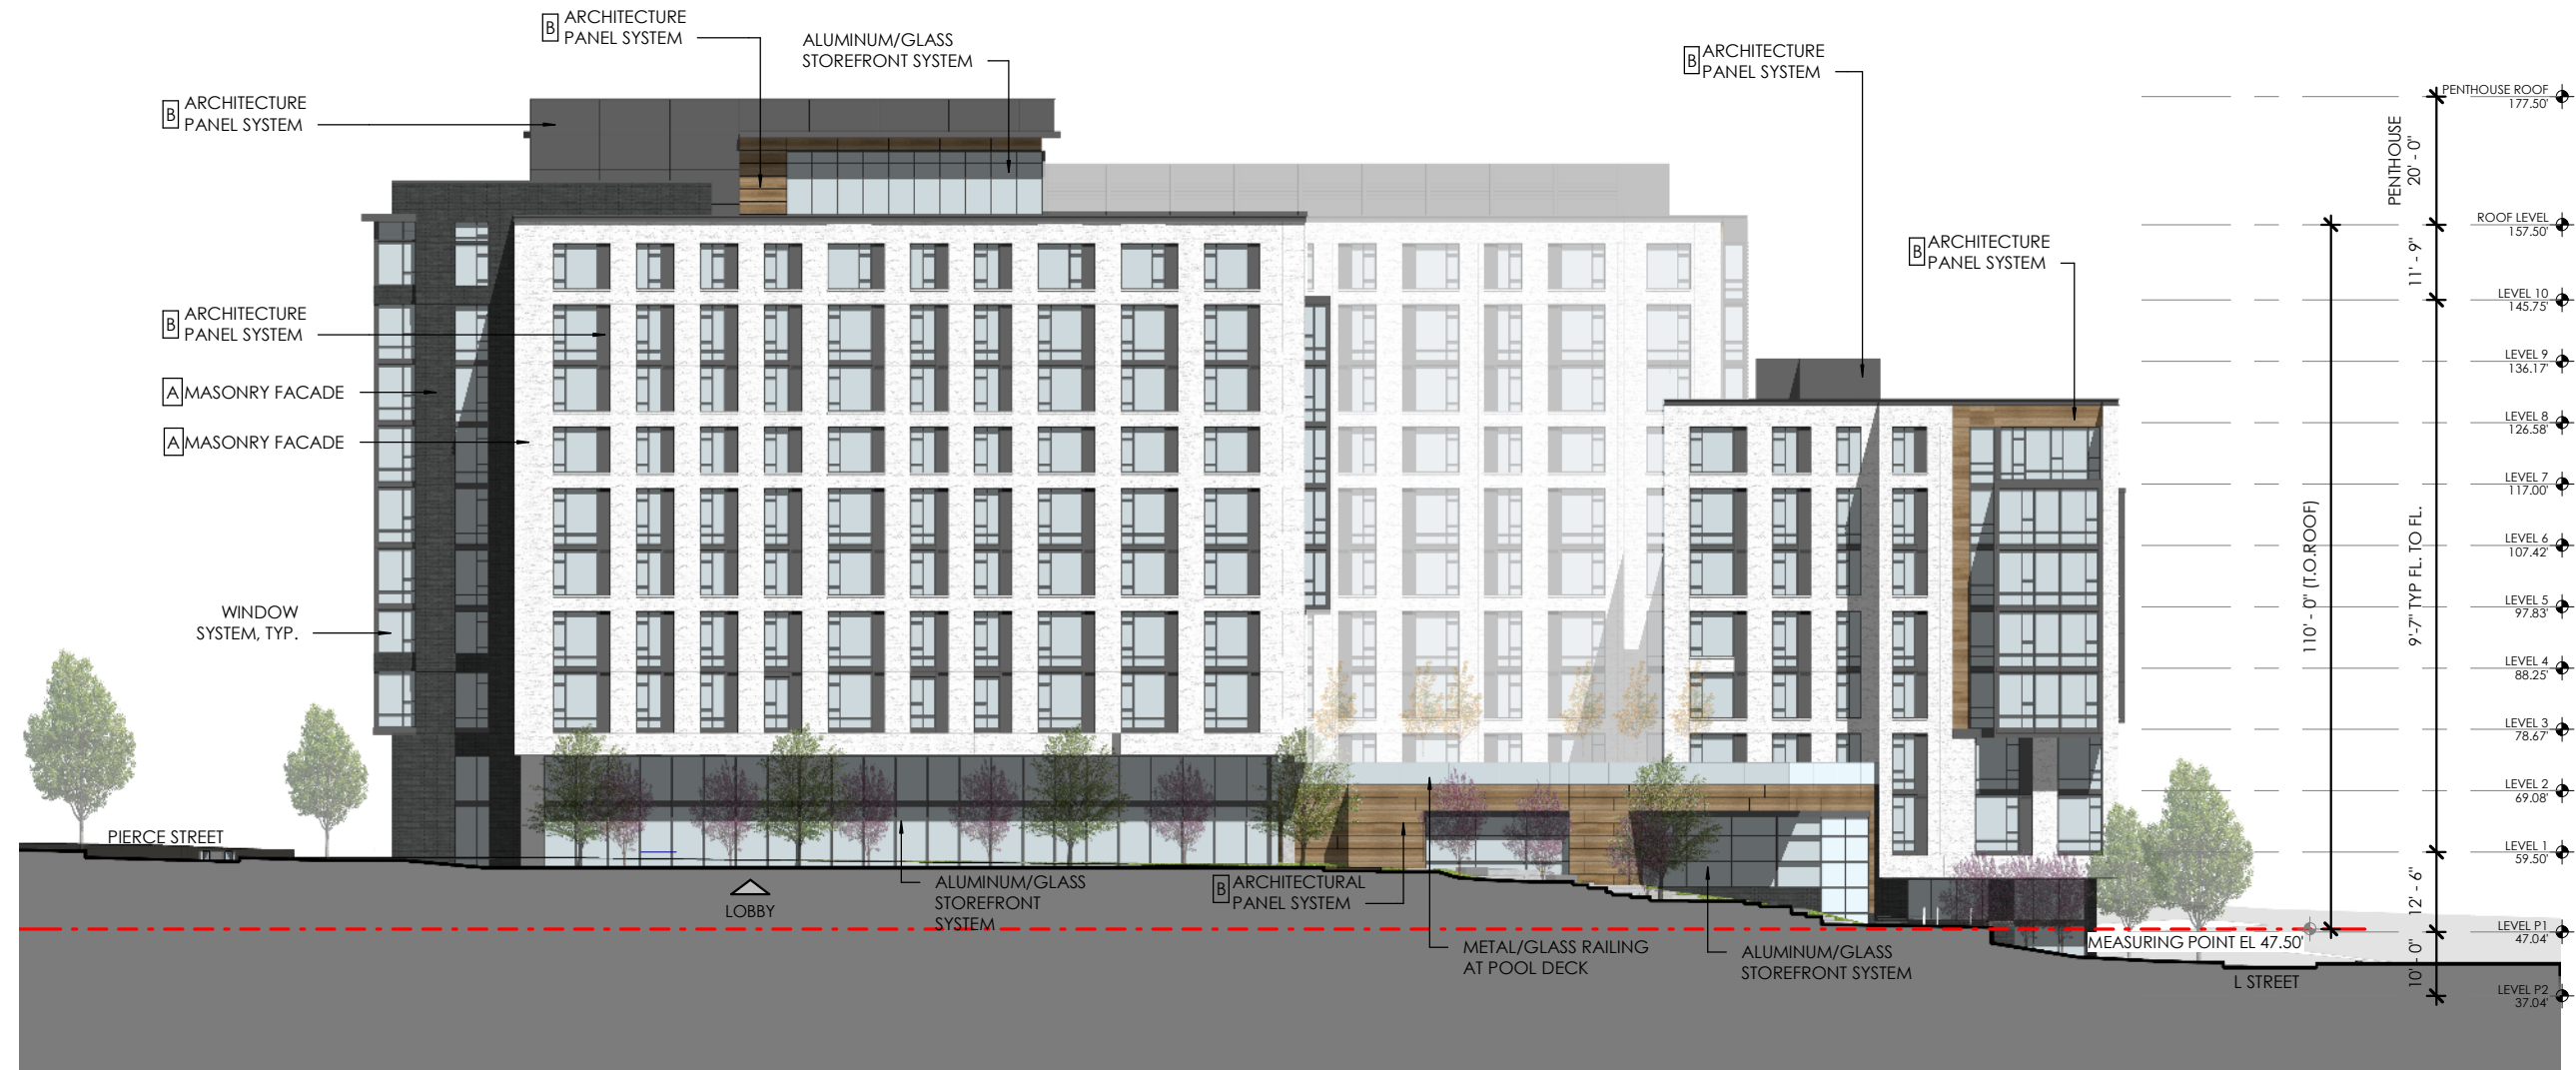 B ARCHITECTURE
PANEL SYSTEM
ALUMINUM/GLASS
STOREFRONT SYSTEM
B ARCHITECTURE
PANEL SYSTEM
B ARCHITECTURE
PANEL SYSTEM
B ARCHITECTURE
PANEL SYSTEM
B ARCHITECTURE
PANEL SYSTEM
A MASONRY FACADE
A MASONRY FACADE
WINDOW
SYSTEM, TYP.
PIERCE STREET
LOBBY
ALUMINUM/GLASS
STOREFRONT
SYSTEM
B ARCHITECTURAL
PANEL SYSTEM
METAL/GLASS RAILING
AT POOL DECK
ALUMINUM/GLASS
STOREFRONT SYSTEM
MEASURING POINT EL 47.50'
L STREET
110' - 0" (T.O.ROOF)
PENTHOUSE
20' - 0"
11' - 9"
9'-7" TYP FL. TO FL.
12' - 6"
10' - 0"
PENTHOUSE ROOF
177.50'
ROOF LEVEL
157.50'
LEVEL 10
145.75'
LEVEL 9
136.17'
LEVEL 8
126.58'
LEVEL 7
117.00'
LEVEL 6
107.42'
LEVEL 5
97.83'
LEVEL 4
88.25'
LEVEL 3
78.67'
LEVEL 2
69.08'
LEVEL 1
59.50'
LEVEL P1
47.04'
LEVEL P2
37.04'